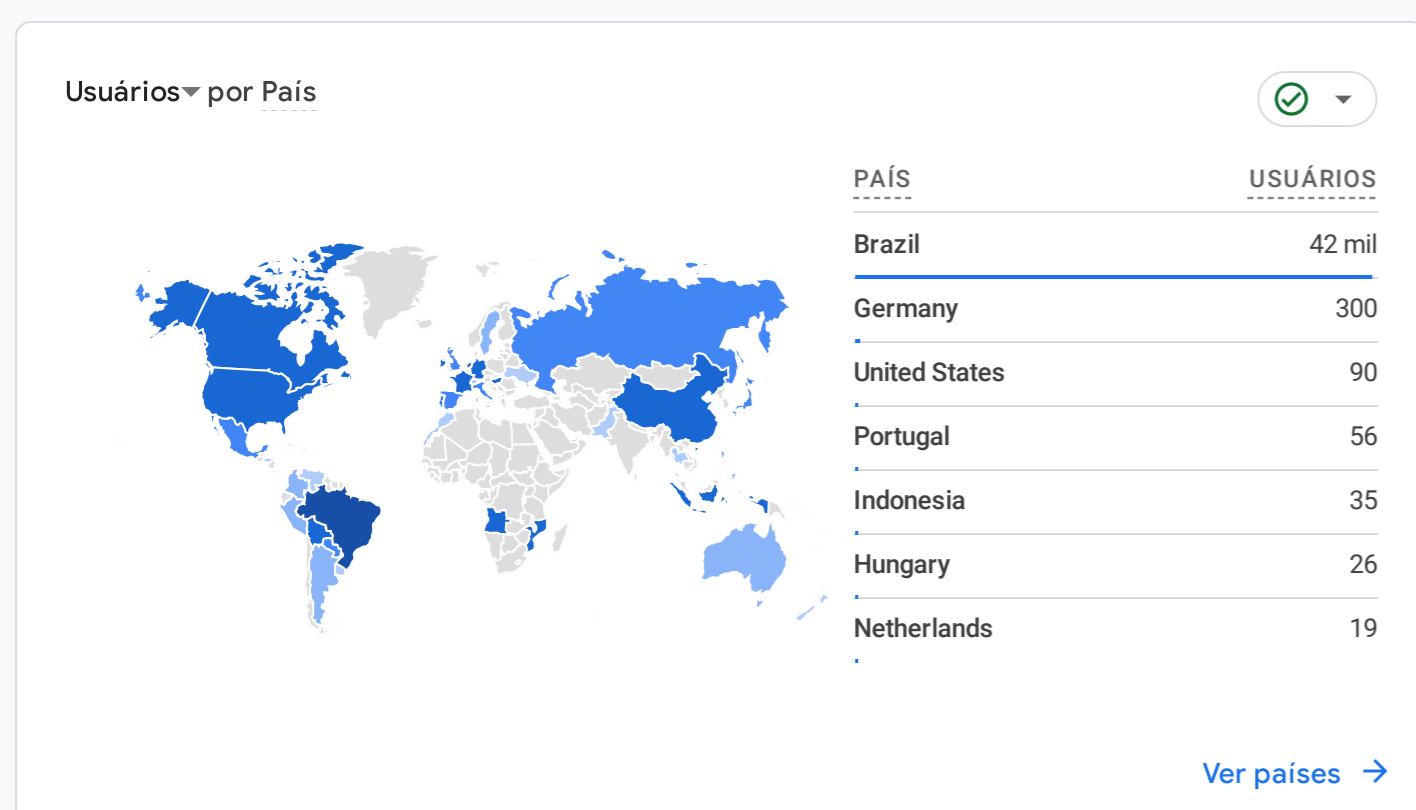 Usuários por País
PAÍS USUÁRIOS
Brazil 42 mil
Germany 300
United States 90
Portugal 56
Indonesia 35
Hungary 26
Netherlands 19
Ver países